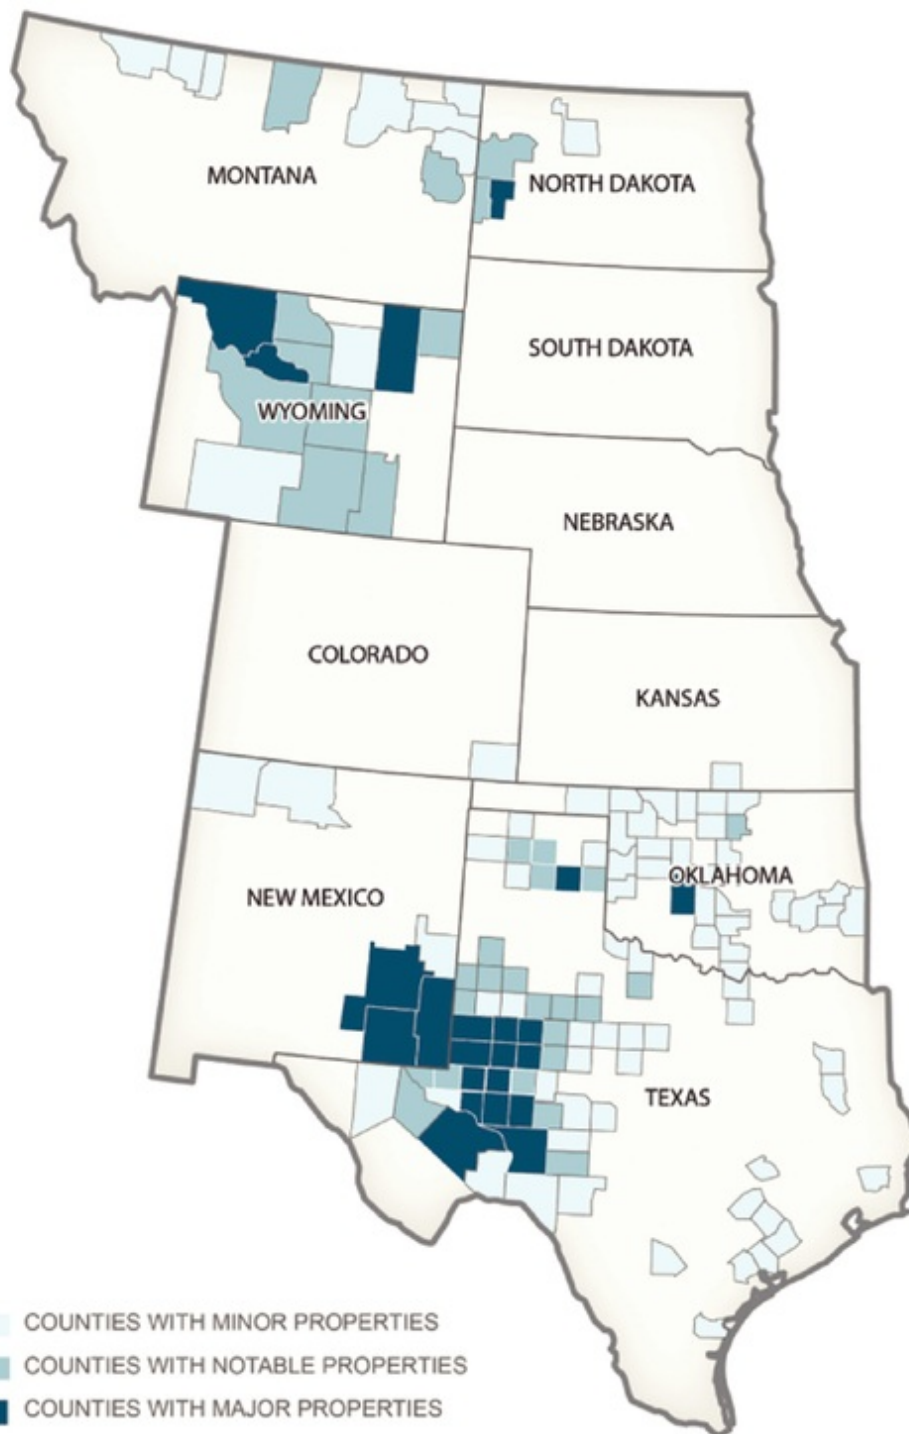 MONTANA
NORTH DAKOTA
SOUTH DAKOTA
WYOMING
NEBRASKA
COLORADO
KANSAS
NEW MEXICO
OKLAHOMA
TEXAS
COUNTIES WITH MINOR PROPERTIES
COUNTIES WITH NOTABLE PROPERTIES
COUNTIES WITH MAJOR PROPERTIES